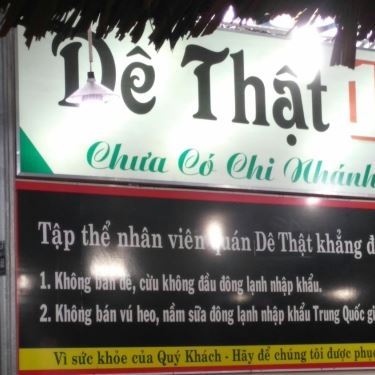 Dê Thật
Chưa Có Chi Nhánh
Tập thể nhân viên quán Dê Thật khẳng đ
1. Không bán dê, cừu không đầu đông lạnh nhập khẩu.
2. Không bán vú heo, nầm sữa đông lạnh nhập khẩu Trung Quốc gi
Vì sức khỏe của Quý Khách - Hãy để chúng tôi được phục